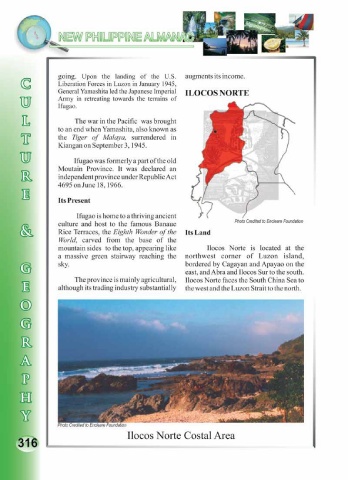 NEW PHILIPPINE ALMANAC
CULTURE & GEOGRAPHY
going. Upon the landing of the U.S.
Liberation Forces in Luzon in January 1945,
General Yamashita led the Japanese Imperial
Army in retreating towards the terrains of
Ifugao.
The war in the Pacific was brought
to an end when Yamashita, also known as
the Tiger of Malaya, surrendered in
Kiangan on September 3, 1945.
Ifugao was formerly a part of the old
Moutain Province. It was declared an
independent province under Republic Act
4695 on June 18, 1966.
Its Present
Ifugao is home to a thriving ancient
culture and host to the famous Banaue
Rice Terraces, the Eighth Wonder of the
World, carved from the base of the
mountain sides to the top, appearing like
a massive green stairway reaching the
sky.
The province is mainly agricultural,
although its trading industry substantially
augments its income.
ILOCOS NORTE
Photo Credited to Enrikere Foundation
Its Land
Ilocos Norte is located at the
northwest corner of Luzon island,
bordered by Cagayan and Apayao on the
east, and Abra and Ilocos Sur to the south.
Ilocos Norte faces the South China Sea to
the west and the Luzon Strait to the north.
Photo Credited to Enrikere Foundation
Ilocos Norte Costal Area
316